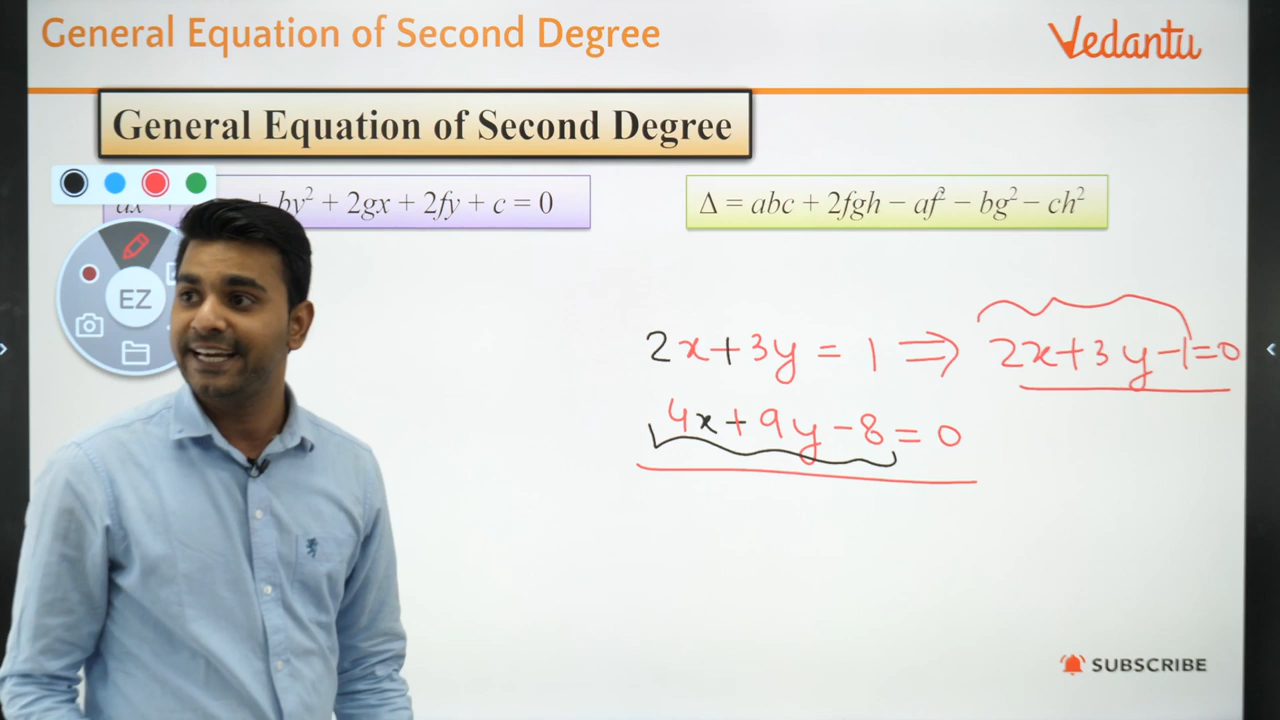 General Equation of Second Degree
Vedantu
General Equation of Second Degree
+ by² + 2gx + 2fy + c = 0
Δ = abc + 2fgh − af² − bg² − ch²
EZ
2x + 3y = 1 ⇒ 2x + 3y − 1 = 0
4x + 9y − 8 = 0
SUBSCRIBE